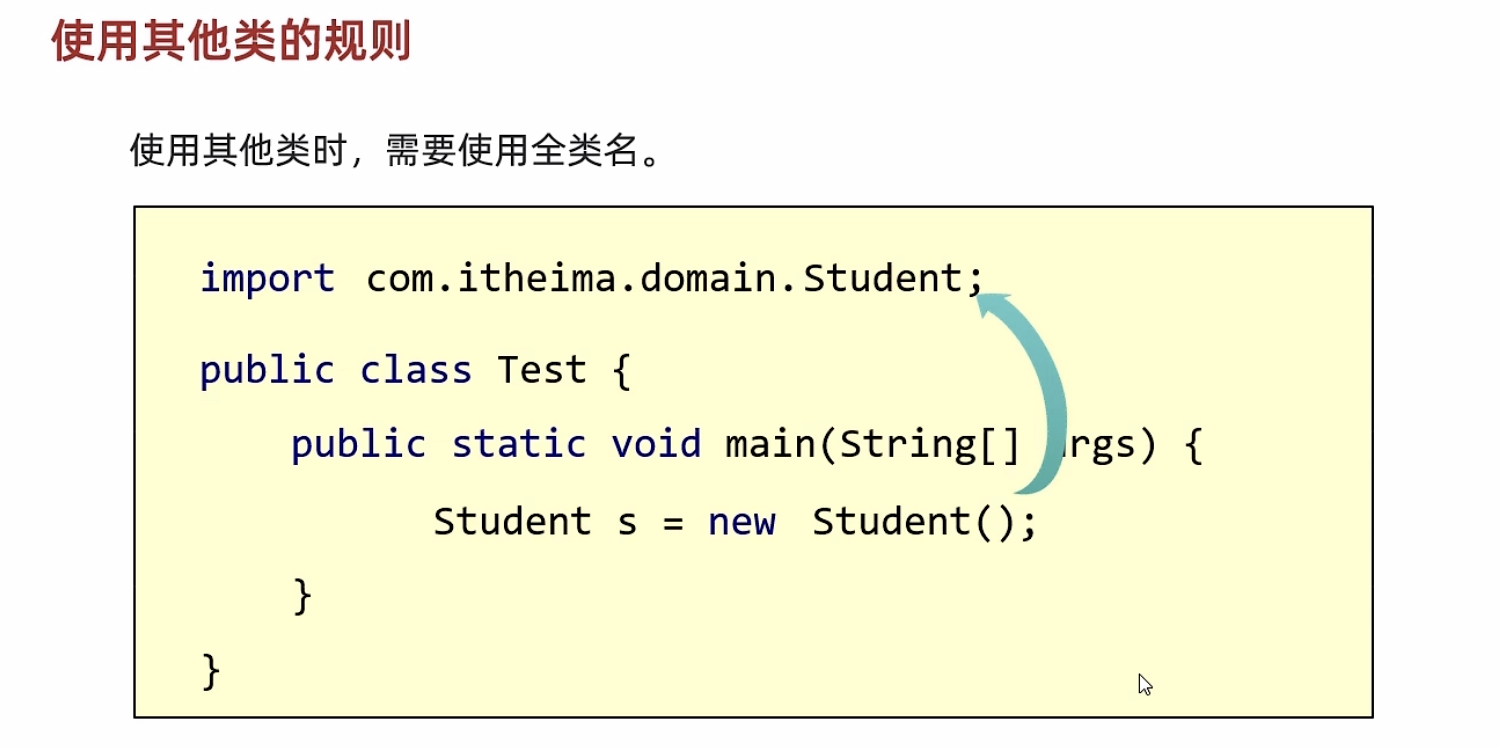 使用其他类的规则
使用其他类时，需要使用全类名。
import com.itheima.domain.Student;
public class Test {
public static void main(String[] args) {
Student s = new Student();
}
}